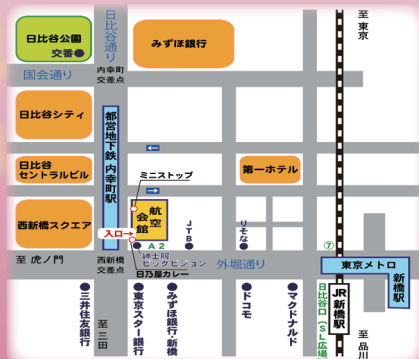 日比谷通り
至 東京
日比谷公園
交番
みずほ銀行
国会通り
内幸町
交差点
日比谷シティ
都営地下鉄 内幸町駅
←
ミニストップ
日比谷
セントラルビル
→
第一ホテル
航空
会館
西新橋スクエア
入口→
JTB
りそな
A2
⑦
紳士服
ビックビジョン
至 虎ノ門
西新橋
交差点
外堀通り
東京メトロ
新橋駅
日乃屋カレー
三井住友銀行
至 三田
東京スター銀行
みずほ銀行・新橋
ドコモ
マクドナルド
日比谷口(SL広場)
JR
新橋駅
至 品川